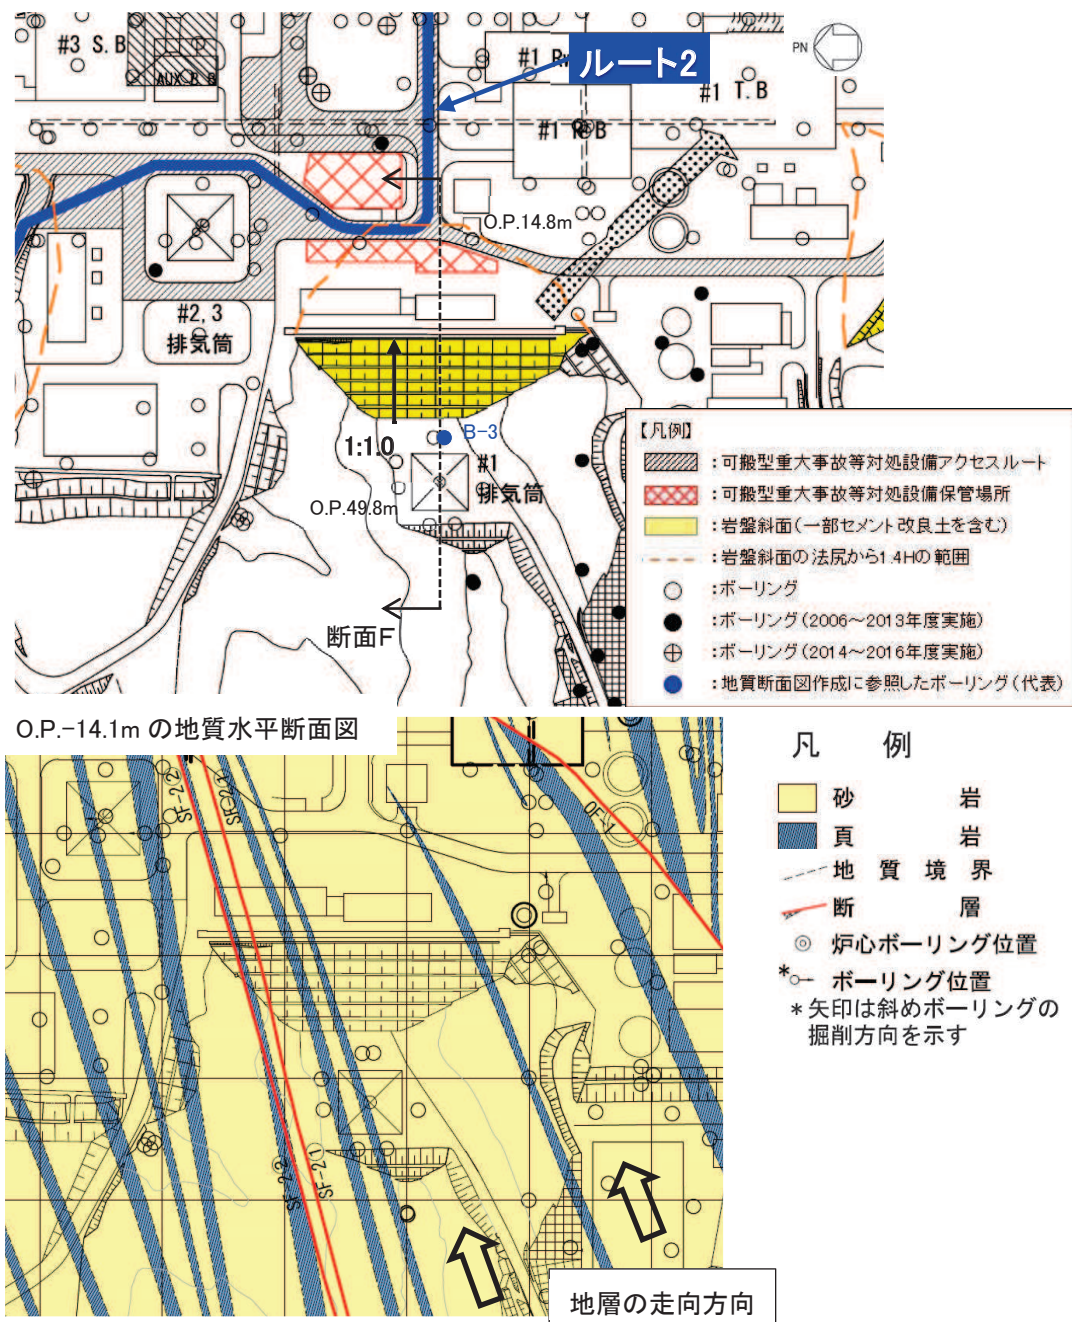 #3 S.B
AUX.B B
ルート2
#1 T.B
PN
#1 R B
O.P.14.8m
#2,3
排気筒
1:1.0
B-3
#1
排気筒
O.P.49.8m
断面F
【凡例】
:可搬型重大事故等対処設備アクセスルート
:可搬型重大事故等対処設備保管場所
:岩盤斜面(一部セメント改良土を含む)
:岩盤斜面の法尻から1.4Hの範囲
:ボーリング
:ボーリング(2006～2013年度実施)
:ボーリング(2014～2016年度実施)
:地質断面図作成に参照したボーリング(代表)
O.P.-14.1m の地質水平断面図
SF-2-2
SF-2-1
OF-1
SF-2-2
SF-2-1
地層の走向方向
凡 例
砂 岩
頁 岩
地 質 境 界
断 層
炉心ボーリング位置
* ボーリング位置
*矢印は斜めボーリングの
掘削方向を示す